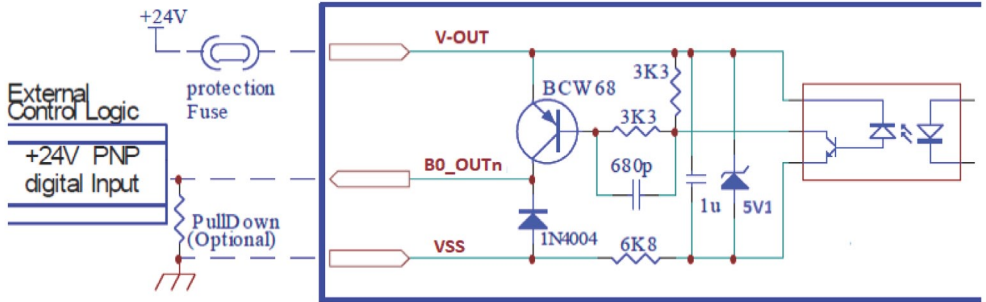 +24V
V-OUT
protection
Fuse
3K3
BCW68
3K3
External
Control Logic
+24V PNP
digital Input
B0_OUTn
680p
1u
5V1
PullDown
(Optional)
1N4004
VSS
6K8